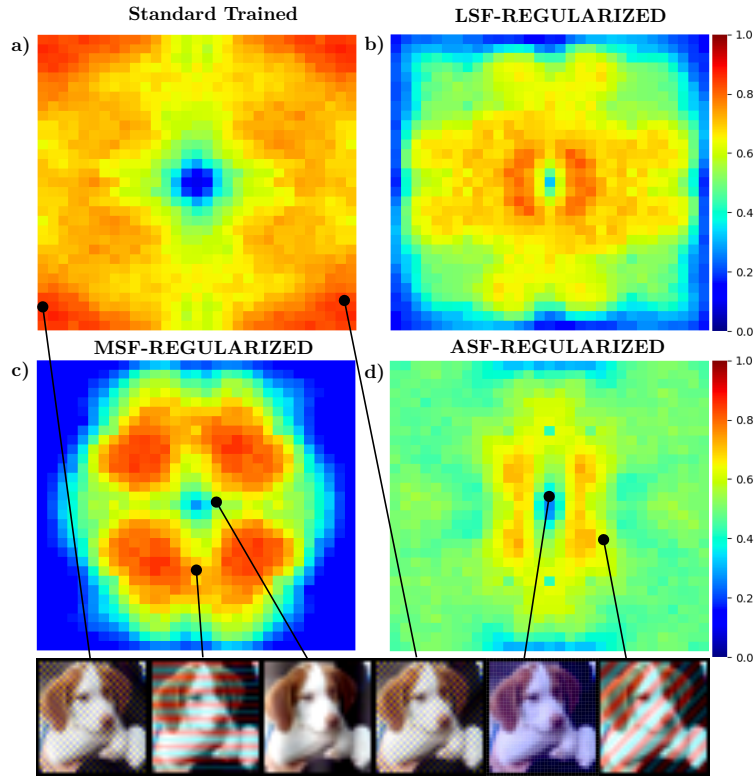 Standard Trained
LSF-REGULARIZED
a)
b)
1.0
0.8
0.6
0.4
0.2
0.0
MSF-REGULARIZED
ASF-REGULARIZED
c)
d)
1.0
0.8
0.6
0.4
0.2
0.0